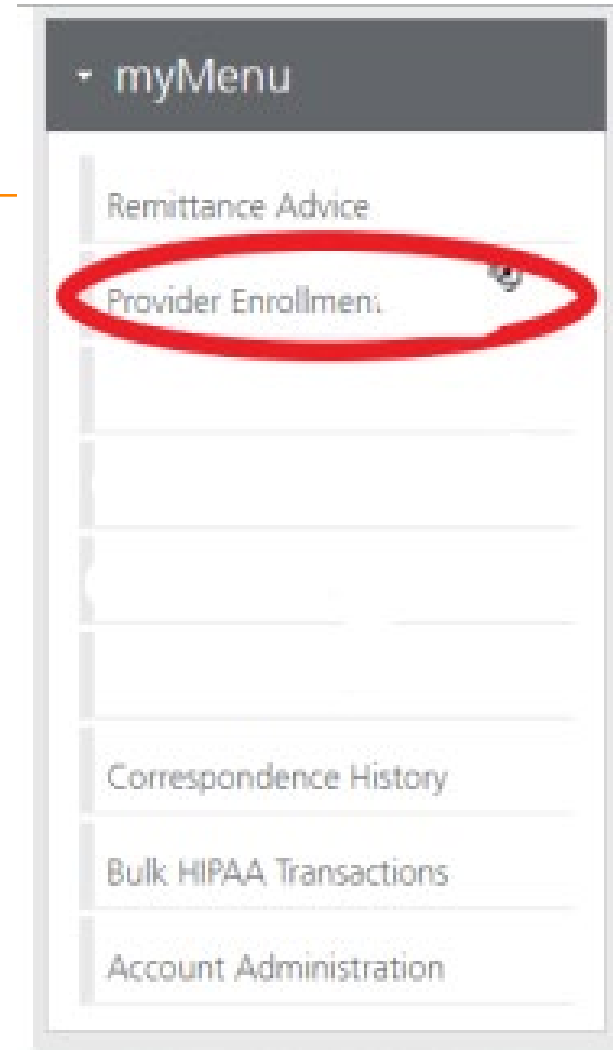 myMenu
Remittance Advice
Provider Enrollment
Correspondence History
Bulk HIPAA Transactions
Account Administration